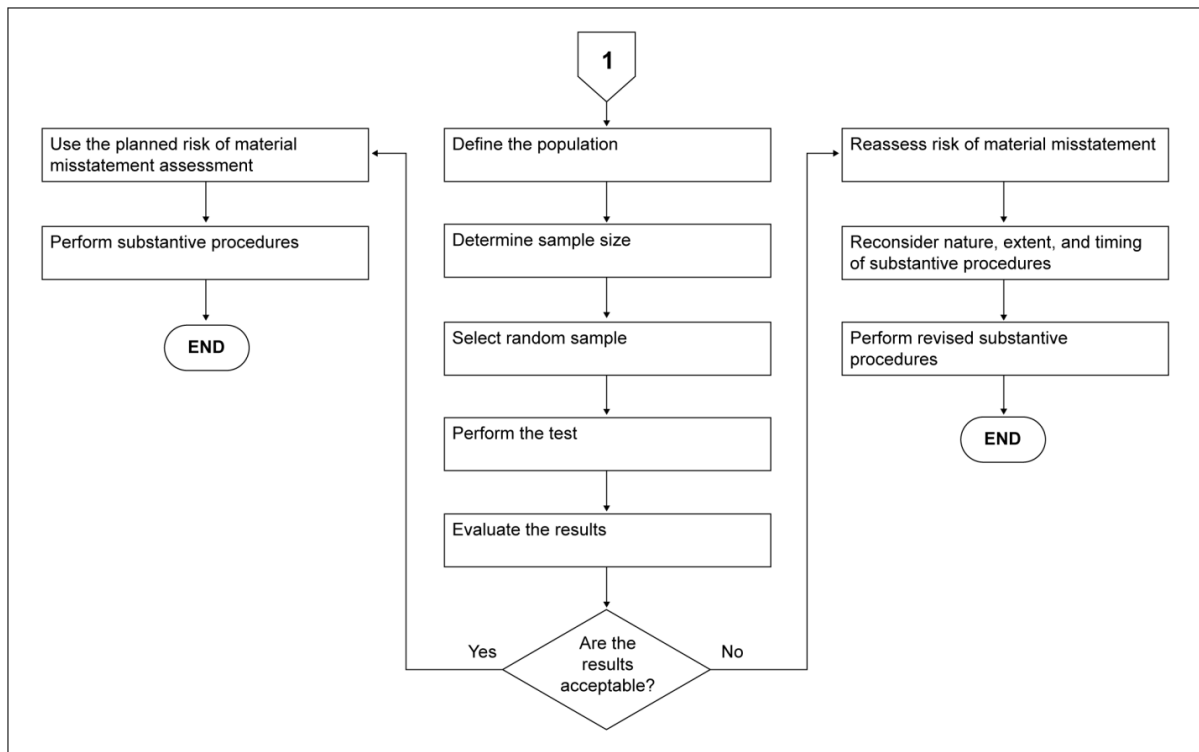 1
Define the population
Determine sample size
Select random sample
Perform the test
Evaluate the results
Are the
results
acceptable?
Yes
Use the planned risk of material
misstatement assessment
Perform substantive procedures
END
No
Reassess risk of material misstatement
Reconsider nature, extent, and timing
of substantive procedures
Perform revised substantive
procedures
END